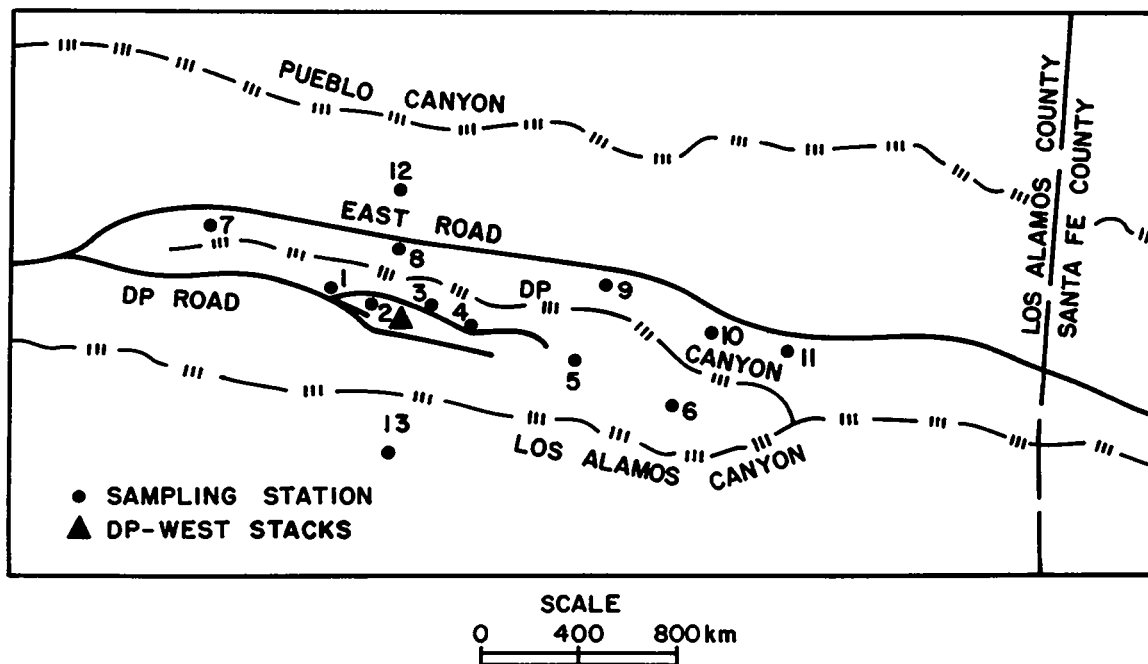 PUEBLO CANYON
LOS ALAMOS COUNTY
SANTA FE COUNTY
12
EAST ROAD
7
8
DP
9
1
DP ROAD
2
3
4
10
CANYON
11
5
6
13
LOS ALAMOS CANYON
SAMPLING STATION
DP-WEST STACKS
SCALE
0 400 800 km